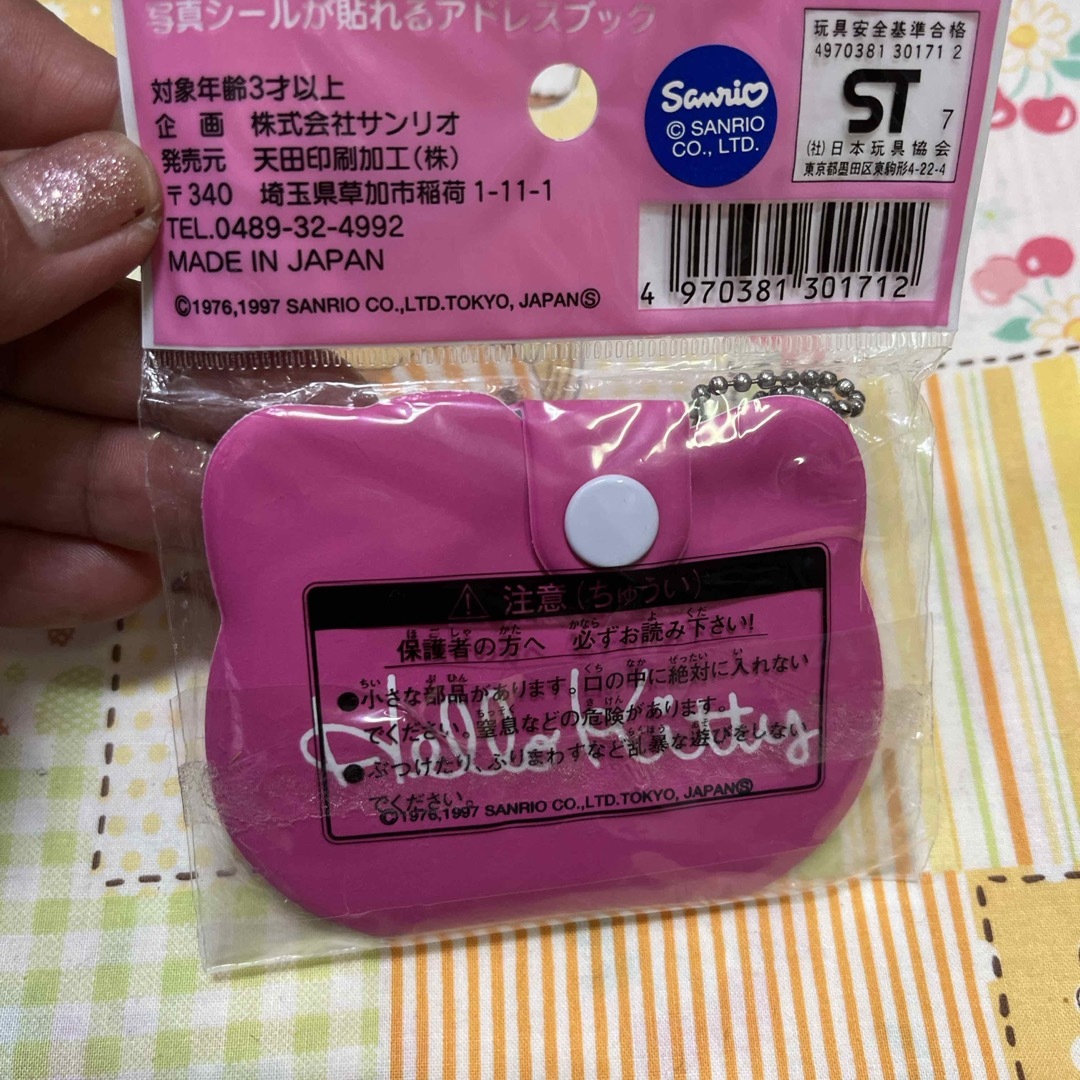 写真シールが貼れるアドレスブック
対象年齢3才以上
企 画 株式会社サンリオ
発売元 天田印刷加工(株)
〒340 埼玉県草加市稲荷1-11-1
TEL.0489-32-4992
MADE IN JAPAN
©1976,1997 SANRIO CO.,LTD.TOKYO, JAPANⓈ
Sanrio
© SANRIO
CO., LTD.
玩具安全基準合格
4970381 30171 2
ST 7
(社)日本玩具協会
東京都墨田区東駒形4-22-4
4 970381 301712
注意(ちゅうい)
保護者の方へ 必ずお読み下さい!
●小さな部品があります。口の中に絶対に入れない
でください。窒息などの危険があります。
●ぶつけたり、ふりまわすなど乱暴な遊びをしない
でください。
©1976,1997 SANRIO CO.,LTD.TOKYO, JAPANⓈ
Hello Kitty